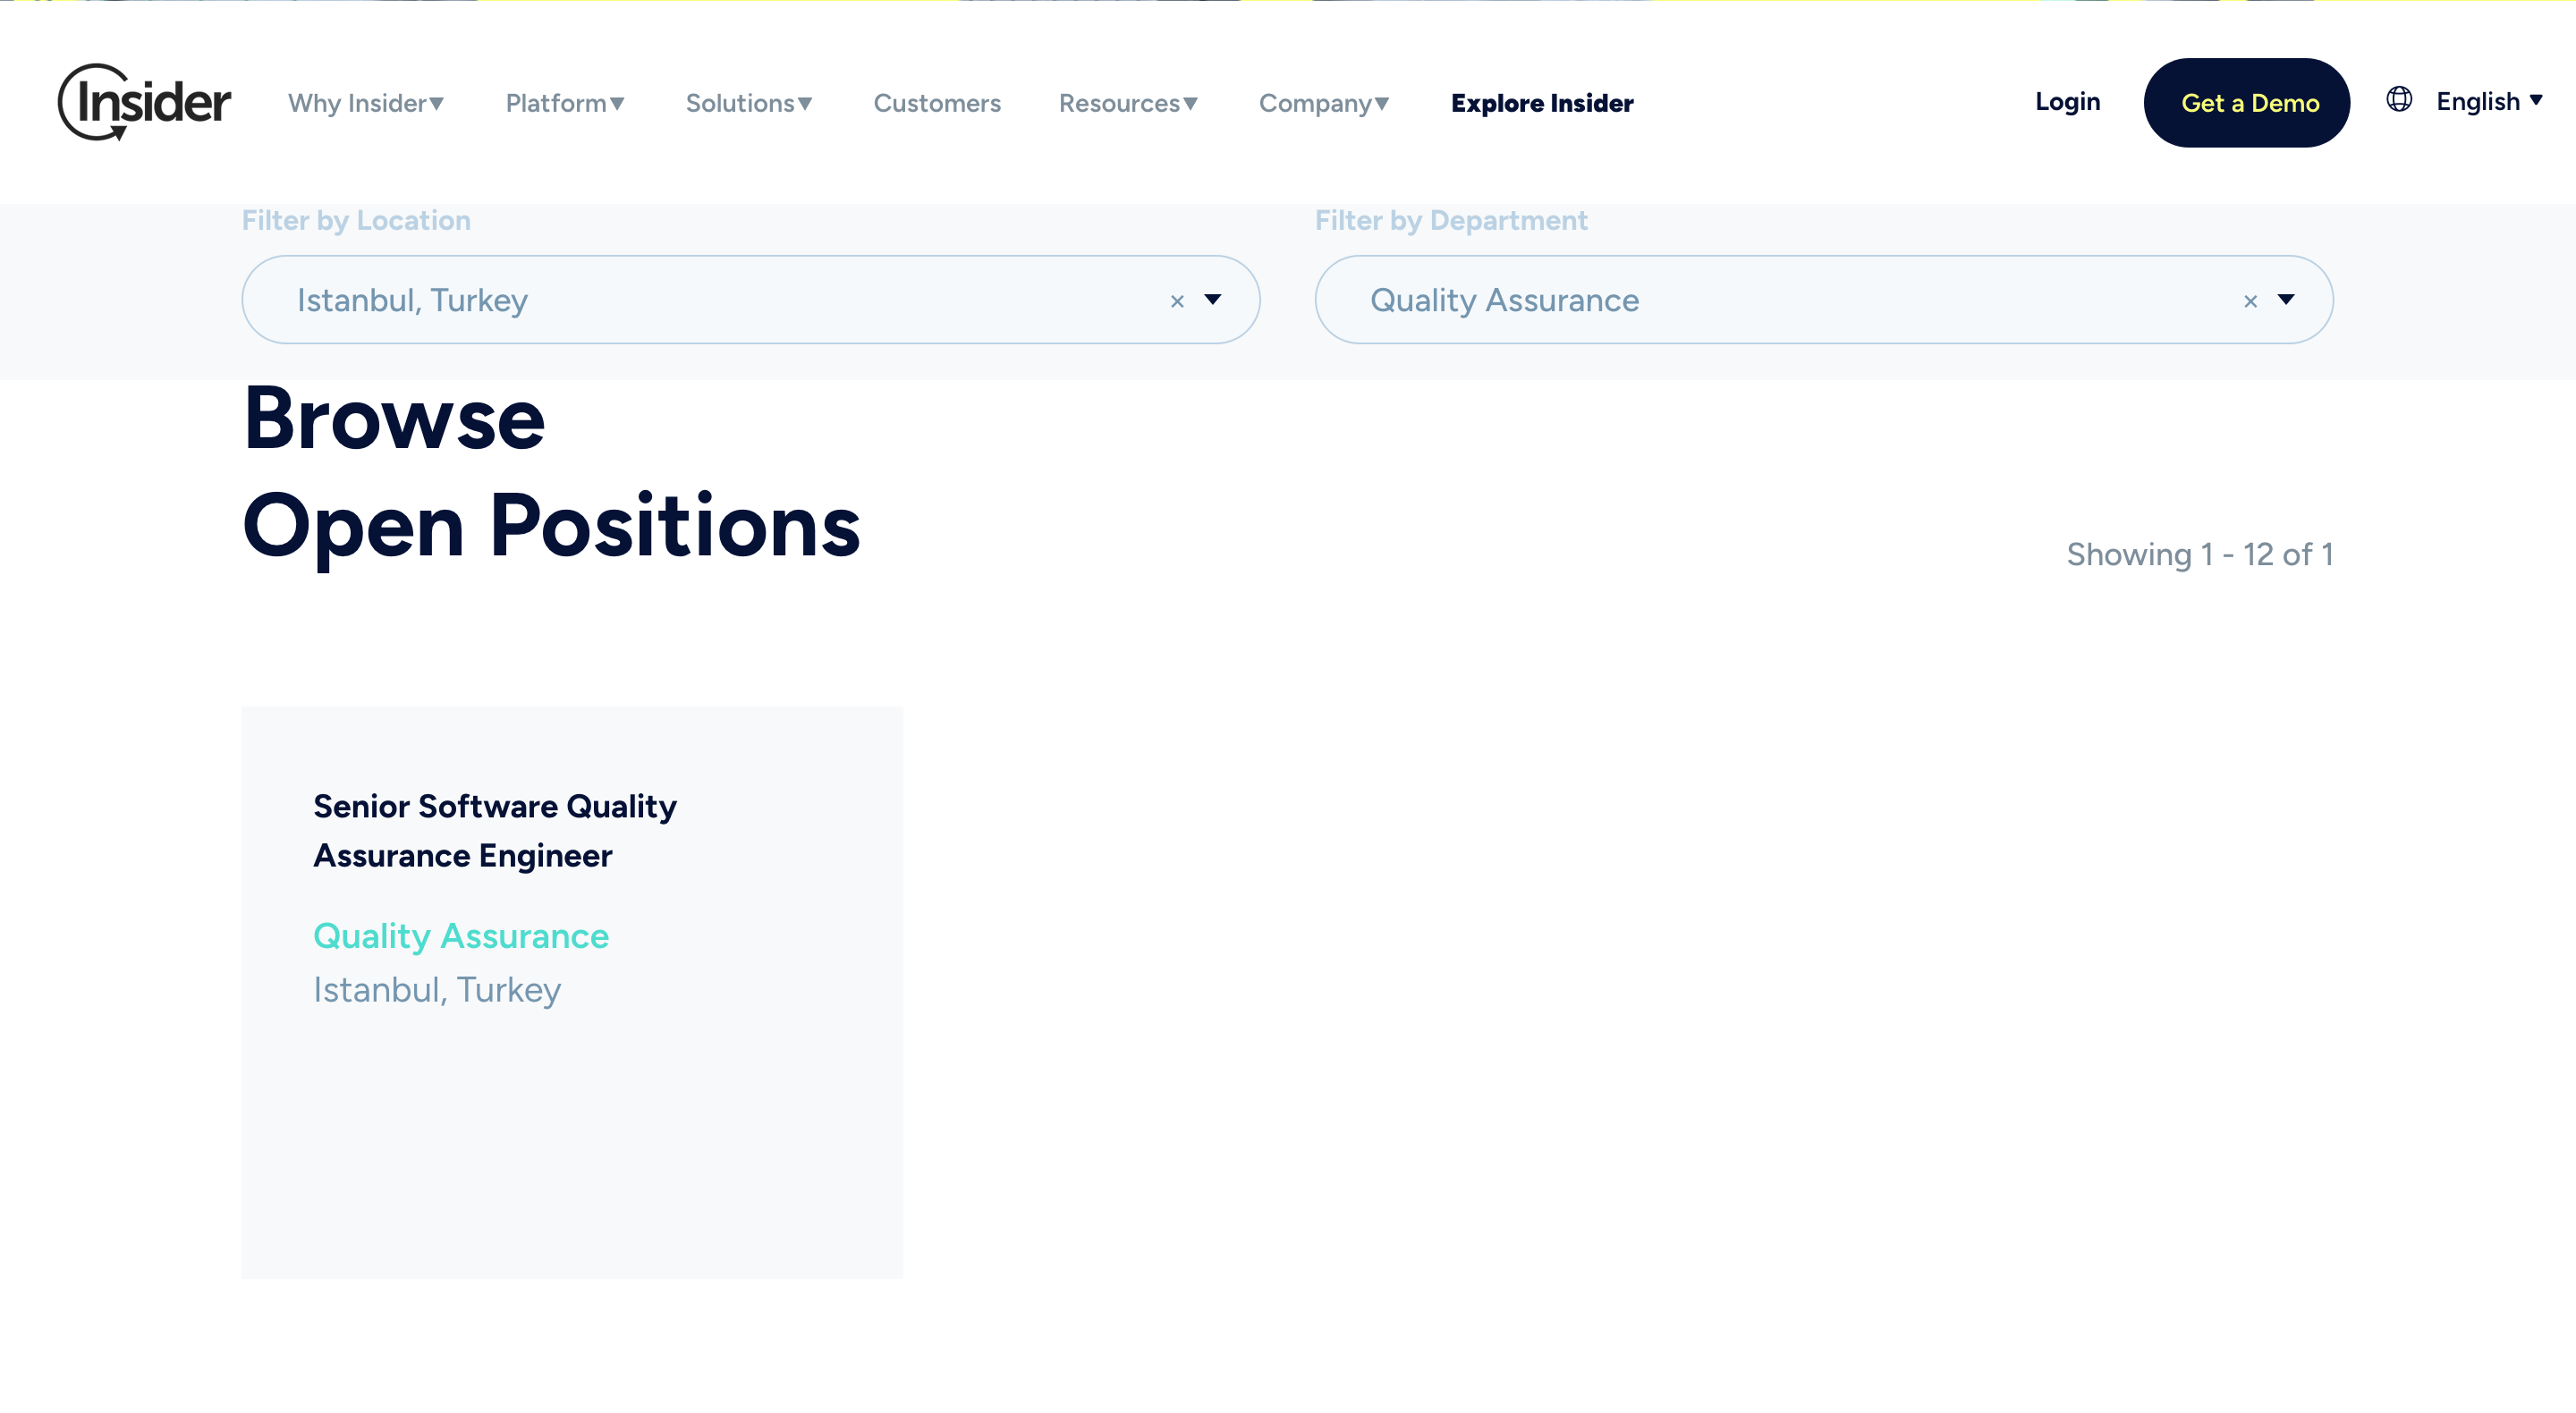 Insider
Why Insider▼ Platform▼ Solutions▼ Customers Resources▼ Company▼ Explore Insider Login Get a Demo English ▼
Filter by Location Filter by Department
Istanbul, Turkey × ▼ Quality Assurance × ▼
Browse
Open Positions
Showing 1 - 12 of 1
Senior Software Quality
Assurance Engineer
Quality Assurance
Istanbul, Turkey